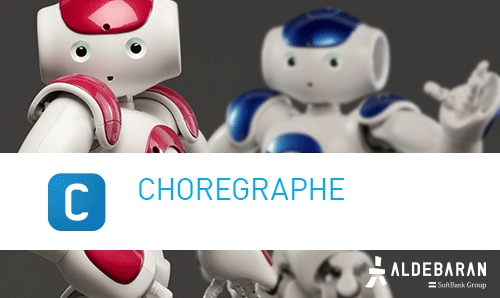 C
CHOREGRAPHE
ALDEBARAN
SoftBank Group